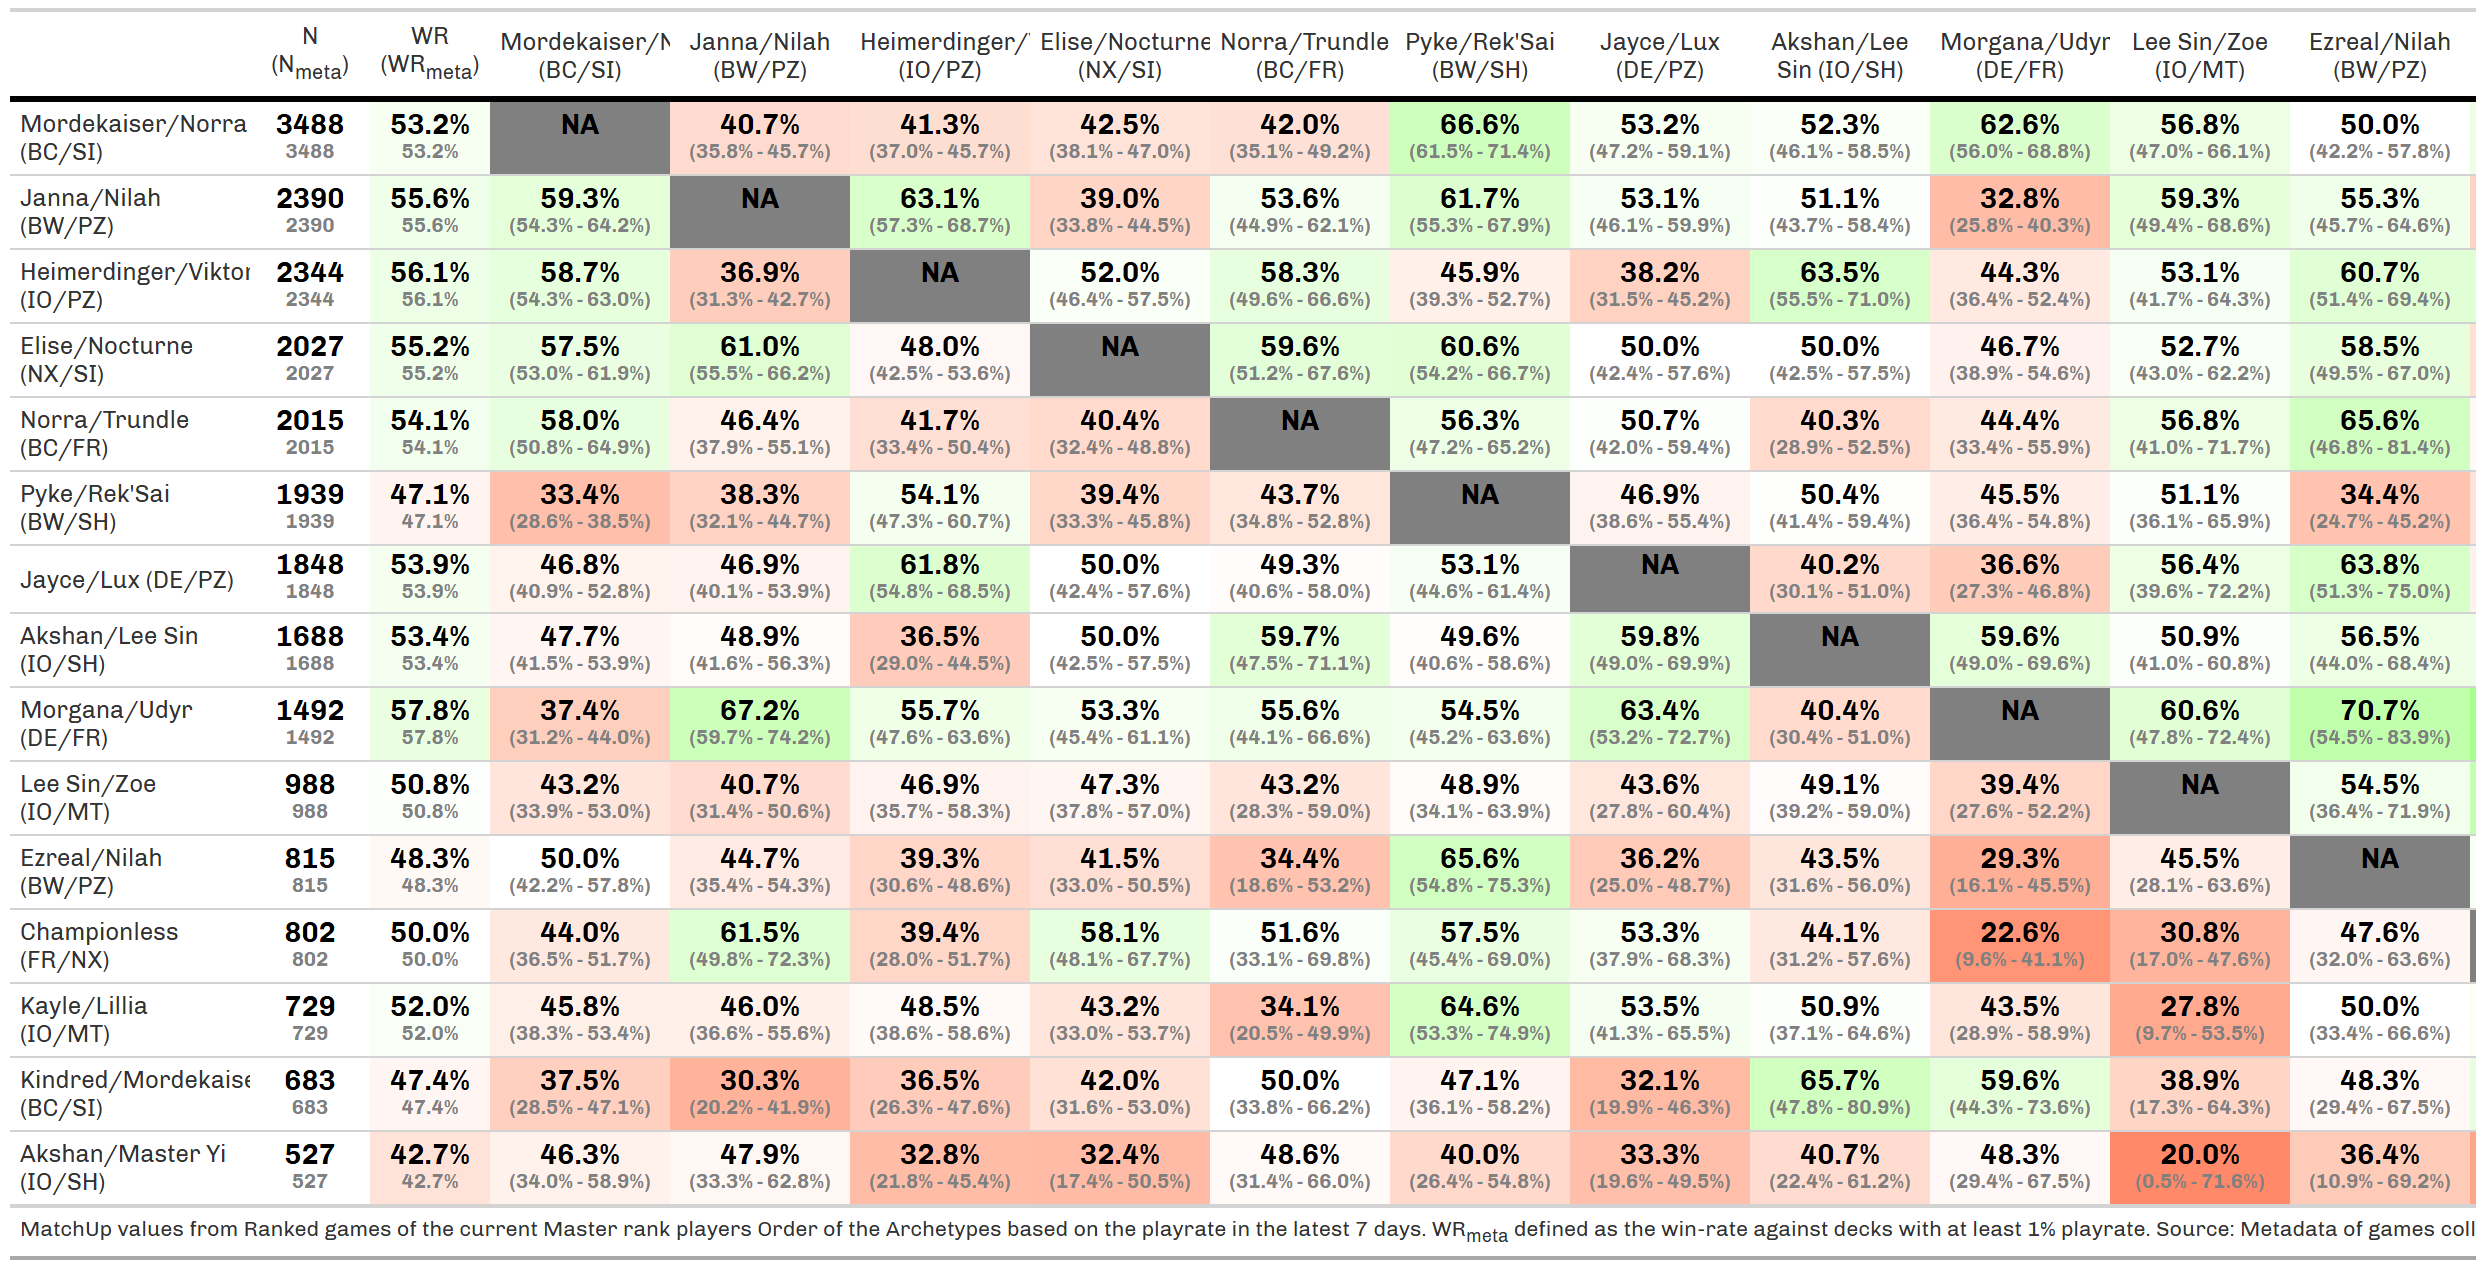 N WR Mordekaiser/N Janna/Nilah Heimerdinger/ Elise/Nocturne Norra/Trundle Pyke/Rek'Sai Jayce/Lux Akshan/Lee Morgana/Udyr Lee Sin/Zoe Ezreal/Nilah
(Nmeta) (WRmeta) (BC/SI) (BW/PZ) (IO/PZ) (NX/SI) (BC/FR) (BW/SH) (DE/PZ) Sin (IO/SH) (DE/FR) (IO/MT) (BW/PZ)
Mordekaiser/Norra 3488 53.2% NA 40.7% 41.3% 42.5% 42.0% 66.6% 53.2% 52.3% 62.6% 56.8% 50.0%
(BC/SI) 3488 53.2% (35.8% - 45.7%) (37.0% - 45.7%) (38.1% - 47.0%) (35.1% - 49.2%) (61.5% - 71.4%) (47.2% - 59.1%) (46.1% - 58.5%) (56.0% - 68.8%) (47.0% - 66.1%) (42.2% - 57.8%)
Janna/Nilah 2390 55.6% 59.3% NA 63.1% 39.0% 53.6% 61.7% 53.1% 51.1% 32.8% 59.3% 55.3%
(BW/PZ) 2390 55.6% (54.3% - 64.2%) (57.3% - 68.7%) (33.8% - 44.5%) (44.9% - 62.1%) (55.3% - 67.9%) (46.1% - 59.9%) (43.7% - 58.4%) (25.8% - 40.3%) (49.4% - 68.6%) (45.7% - 64.6%)
Heimerdinger/Viktor 2344 56.1% 58.7% 36.9% NA 52.0% 58.3% 45.9% 38.2% 63.5% 44.3% 53.1% 60.7%
(IO/PZ) 2344 56.1% (54.3% - 63.0%) (31.3% - 42.7%) (46.4% - 57.5%) (49.6% - 66.6%) (39.3% - 52.7%) (31.5% - 45.2%) (55.5% - 71.0%) (36.4% - 52.4%) (41.7% - 64.3%) (51.4% - 69.4%)
Elise/Nocturne 2027 55.2% 57.5% 61.0% 48.0% NA 59.6% 60.6% 50.0% 50.0% 46.7% 52.7% 58.5%
(NX/SI) 2027 55.2% (53.0% - 61.9%) (55.5% - 66.2%) (42.5% - 53.6%) (51.2% - 67.6%) (54.2% - 66.7%) (42.4% - 57.6%) (42.5% - 57.5%) (38.9% - 54.6%) (43.0% - 62.2%) (49.5% - 67.0%)
Norra/Trundle 2015 54.1% 58.0% 46.4% 41.7% 40.4% NA 56.3% 50.7% 40.3% 44.4% 56.8% 65.6%
(BC/FR) 2015 54.1% (50.8% - 64.9%) (37.9% - 55.1%) (33.4% - 50.4%) (32.4% - 48.8%) (47.2% - 65.2%) (42.0% - 59.4%) (28.9% - 52.5%) (33.4% - 55.9%) (41.0% - 71.7%) (46.8% - 81.4%)
Pyke/Rek'Sai 1939 47.1% 33.4% 38.3% 54.1% 39.4% 43.7% NA 46.9% 50.4% 45.5% 51.1% 34.4%
(BW/SH) 1939 47.1% (28.6% - 38.5%) (32.1% - 44.7%) (47.3% - 60.7%) (33.3% - 45.8%) (34.8% - 52.8%) (38.6% - 55.4%) (41.4% - 59.4%) (36.4% - 54.8%) (36.1% - 65.9%) (24.7% - 45.2%)
Jayce/Lux (DE/PZ) 1848 53.9% 46.8% 46.9% 61.8% 50.0% 49.3% 53.1% NA 40.2% 36.6% 56.4% 63.8%
1848 53.9% (40.9% - 52.8%) (40.1% - 53.9%) (54.8% - 68.5%) (42.4% - 57.6%) (40.6% - 58.0%) (44.6% - 61.4%) (30.1% - 51.0%) (27.3% - 46.8%) (39.6% - 72.2%) (51.3% - 75.0%)
Akshan/Lee Sin 1688 53.4% 47.7% 48.9% 36.5% 50.0% 59.7% 49.6% 59.8% NA 59.6% 50.9% 56.5%
(IO/SH) 1688 53.4% (41.5% - 53.9%) (41.6% - 56.3%) (29.0% - 44.5%) (42.5% - 57.5%) (47.5% - 71.1%) (40.6% - 58.6%) (49.0% - 69.9%) (49.0% - 69.6%) (41.0% - 60.8%) (44.0% - 68.4%)
Morgana/Udyr 1492 57.8% 37.4% 67.2% 55.7% 53.3% 55.6% 54.5% 63.4% 40.4% NA 60.6% 70.7%
(DE/FR) 1492 57.8% (31.2% - 44.0%) (59.7% - 74.2%) (47.6% - 63.6%) (45.4% - 61.1%) (44.1% - 66.6%) (45.2% - 63.6%) (53.2% - 72.7%) (30.4% - 51.0%) (47.8% - 72.4%) (54.5% - 83.9%)
Lee Sin/Zoe 988 50.8% 43.2% 40.7% 46.9% 47.3% 43.2% 48.9% 43.6% 49.1% 39.4% NA 54.5%
(IO/MT) 988 50.8% (33.9% - 53.0%) (31.4% - 50.6%) (35.7% - 58.3%) (37.8% - 57.0%) (28.3% - 59.0%) (34.1% - 63.9%) (27.8% - 60.4%) (39.2% - 59.0%) (27.6% - 52.2%) (36.4% - 71.9%)
Ezreal/Nilah 815 48.3% 50.0% 44.7% 39.3% 41.5% 34.4% 65.6% 36.2% 43.5% 29.3% 45.5% NA
(BW/PZ) 815 48.3% (42.2% - 57.8%) (35.4% - 54.3%) (30.6% - 48.6%) (33.0% - 50.5%) (18.6% - 53.2%) (54.8% - 75.3%) (25.0% - 48.7%) (31.6% - 56.0%) (16.1% - 45.5%) (28.1% - 63.6%)
Championless 802 50.0% 44.0% 61.5% 39.4% 58.1% 51.6% 57.5% 53.3% 44.1% 22.6% 30.8% 47.6%
(FR/NX) 802 50.0% (36.5% - 51.7%) (49.8% - 72.3%) (28.0% - 51.7%) (48.1% - 67.7%) (33.1% - 69.8%) (45.4% - 69.0%) (37.9% - 68.3%) (31.2% - 57.6%) (9.6% - 41.1%) (17.0% - 47.6%) (32.0% - 63.6%)
Kayle/Lillia 729 52.0% 45.8% 46.0% 48.5% 43.2% 34.1% 64.6% 53.5% 50.9% 43.5% 27.8% 50.0%
(IO/MT) 729 52.0% (38.3% - 53.4%) (36.6% - 55.6%) (38.6% - 58.6%) (33.0% - 53.7%) (20.5% - 49.9%) (53.3% - 74.9%) (41.3% - 65.5%) (37.1% - 64.6%) (28.9% - 58.9%) (9.7% - 53.5%) (33.4% - 66.6%)
Kindred/Mordekaise 683 47.4% 37.5% 30.3% 36.5% 42.0% 50.0% 47.1% 32.1% 65.7% 59.6% 38.9% 48.3%
(BC/SI) 683 47.4% (28.5% - 47.1%) (20.2% - 41.9%) (26.3% - 47.6%) (31.6% - 53.0%) (33.8% - 66.2%) (36.1% - 58.2%) (19.9% - 46.3%) (47.8% - 80.9%) (44.3% - 73.6%) (17.3% - 64.3%) (29.4% - 67.5%)
Akshan/Master Yi 527 42.7% 46.3% 47.9% 32.8% 32.4% 48.6% 40.0% 33.3% 40.7% 48.3% 20.0% 36.4%
(IO/SH) 527 42.7% (34.0% - 58.9%) (33.3% - 62.8%) (21.8% - 45.4%) (17.4% - 50.5%) (31.4% - 66.0%) (26.4% - 54.8%) (19.6% - 49.5%) (22.4% - 61.2%) (29.4% - 67.5%) (0.5% - 71.6%) (10.9% - 69.2%)
MatchUp values from Ranked games of the current Master rank players Order of the Archetypes based on the playrate in the latest 7 days. WRmeta defined as the win-rate against decks with at least 1% playrate. Source: Metadata of games coll